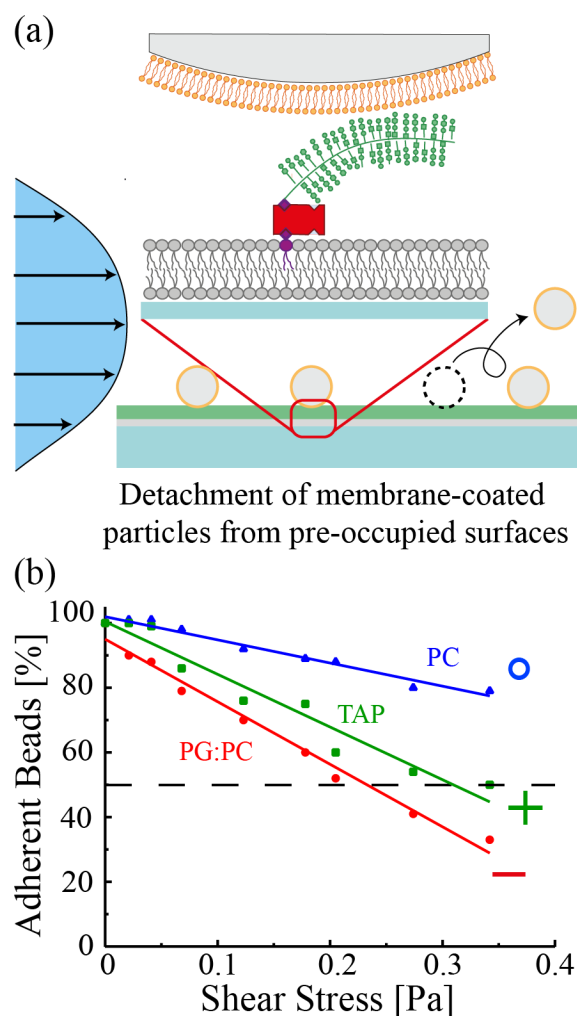 (a)
Detachment of membrane-coated
particles from pre-occupied surfaces
(b)
100
80
60
40
20
0
Adherent Beads [%]
PC
TAP
PG:PC
0
0.1
0.2
0.3
0.4
Shear Stress [Pa]